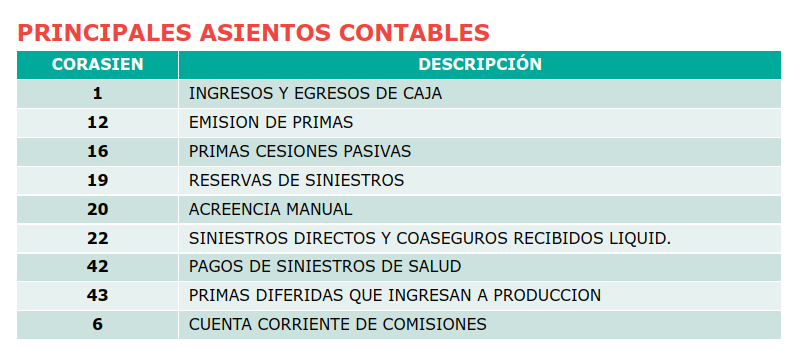 PRINCIPALES ASIENTOS CONTABLES
CORASIEN DESCRIPCIÓN
1 INGRESOS Y EGRESOS DE CAJA
12 EMISION DE PRIMAS
16 PRIMAS CESIONES PASIVAS
19 RESERVAS DE SINIESTROS
20 ACREENCIA MANUAL
22 SINIESTROS DIRECTOS Y COASEGUROS RECIBIDOS LIQUID.
42 PAGOS DE SINIESTROS DE SALUD
43 PRIMAS DIFERIDAS QUE INGRESAN A PRODUCCION
6 CUENTA CORRIENTE DE COMISIONES